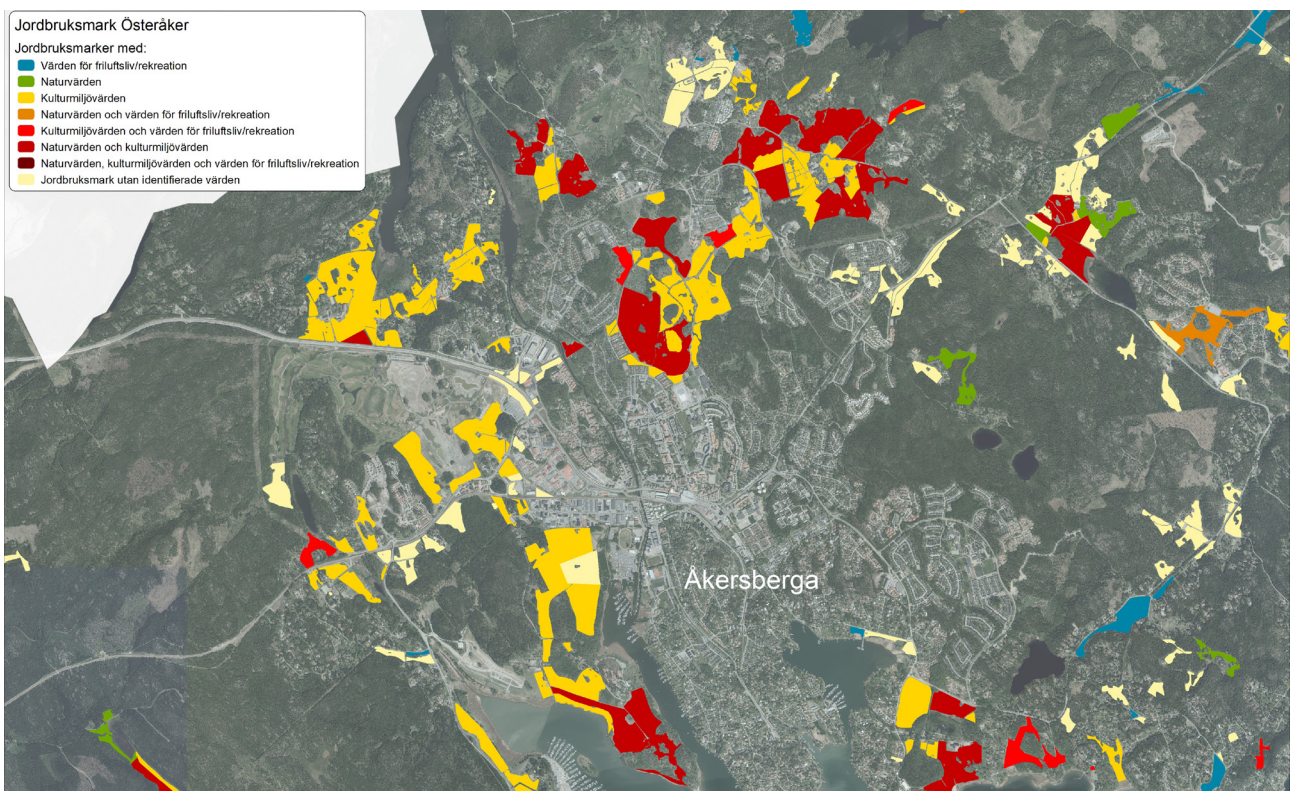 Jordbruksmark Österåker
Jordbruksmarker med:
Värden för friluftsliv/rekreation
Naturvärden
Kulturmiljövärden
Naturvärden och värden för friluftsliv/rekreation
Kulturmiljövärden och värden för friluftsliv/rekreation
Naturvärden och kulturmiljövärden
Naturvärden, kulturmiljövärden och värden för friluftsliv/rekreation
Jordbruksmark utan identifierade värden
Åkersberga